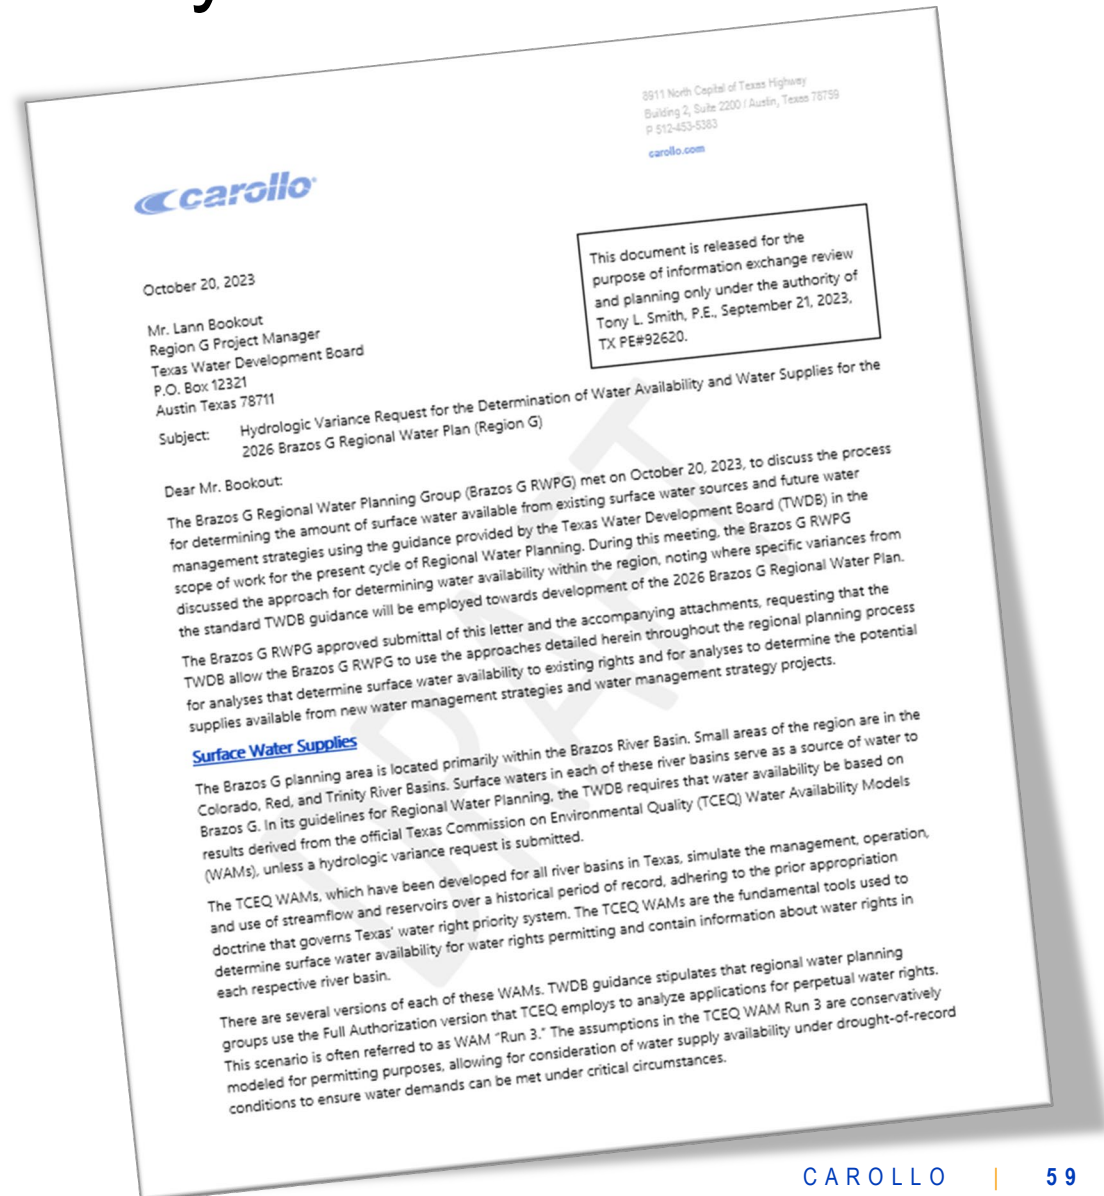 8911 North Capital of Texas Highway
Building 2, Suite 2200 / Austin, Texas 78759
P 512-453-5383
carollo.com
carollo
This document is released for the
purpose of information exchange review
and planning only under the authority of
Tony L. Smith, P.E., September 21, 2023,
TX PE#92620.
October 20, 2023
Mr. Lann Bookout
Region G Project Manager
Texas Water Development Board
P.O. Box 12321
Austin Texas 78711
Subject: Hydrologic Variance Request for the Determination of Water Availability and Water Supplies for the
2026 Brazos G Regional Water Plan (Region G)
Dear Mr. Bookout:
The Brazos G Regional Water Planning Group (Brazos G RWPG) met on October 20, 2023, to discuss the process
for determining the amount of surface water available from existing surface water sources and future water
management strategies using the guidance provided by the Texas Water Development Board (TWDB) in the
scope of work for the present cycle of Regional Water Planning. During this meeting, the Brazos G RWPG
discussed the approach for determining water availability within the region, noting where specific variances from
the standard TWDB guidance will be employed towards development of the 2026 Brazos G Regional Water Plan.
The Brazos G RWPG approved submittal of this letter and the accompanying attachments, requesting that the
TWDB allow the Brazos G RWPG to use the approaches detailed herein throughout the regional planning process
for analyses that determine surface water availability to existing rights and for analyses to determine the potential
supplies available from new water management strategies and water management strategy projects.
Surface Water Supplies
The Brazos G planning area is located primarily within the Brazos River Basin. Small areas of the region are in the
Colorado, Red, and Trinity River Basins. Surface waters in each of these river basins serve as a source of water to
Brazos G. In its guidelines for Regional Water Planning, the TWDB requires that water availability be based on
results derived from the official Texas Commission on Environmental Quality (TCEQ) Water Availability Models
(WAMs), unless a hydrologic variance request is submitted.
The TCEQ WAMs, which have been developed for all river basins in Texas, simulate the management, operation,
and use of streamflow and reservoirs over a historical period of record, adhering to the prior appropriation
doctrine that governs Texas' water right priority system. The TCEQ WAMs are the fundamental tools used to
determine surface water availability for water rights permitting and contain information about water rights in
each respective river basin.
There are several versions of each of these WAMs. TWDB guidance stipulates that regional water planning
groups use the Full Authorization version that TCEQ employs to analyze applications for perpetual water rights.
This scenario is often referred to as WAM "Run 3." The assumptions in the TCEQ WAM Run 3 are conservatively
modeled for permitting purposes, allowing for consideration of water supply availability under drought-of-record
conditions to ensure water demands can be met under critical circumstances.
DRAFT
CAROLLO | 59